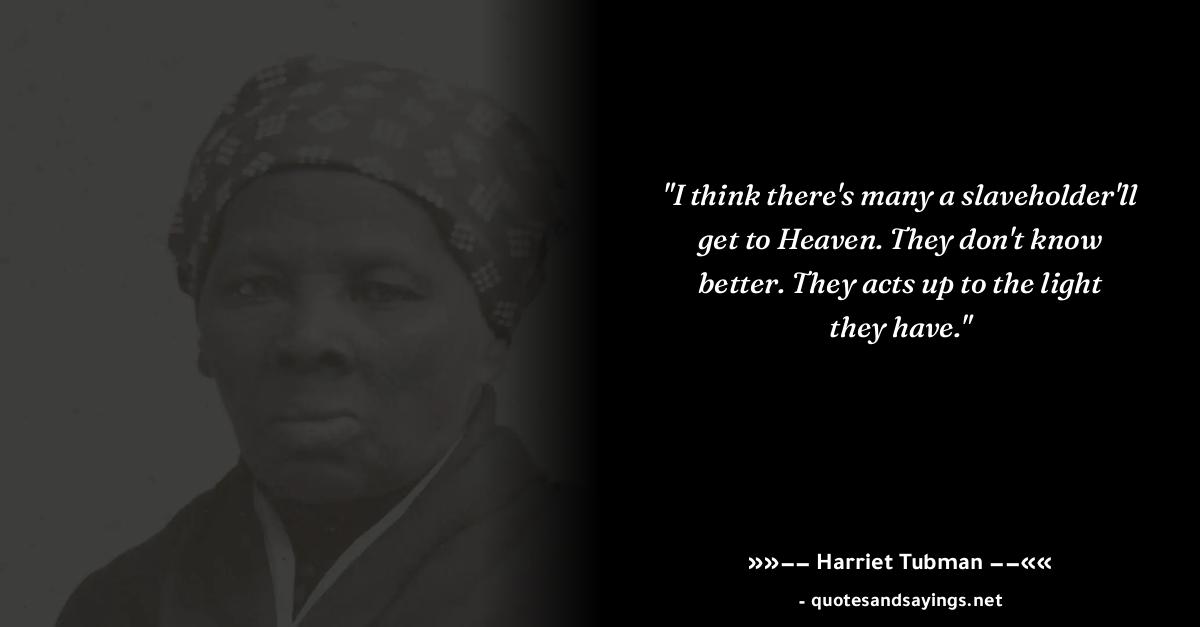 "I think there's many a slaveholder'll
get to Heaven. They don't know
better. They acts up to the light
they have."
»»–– Harriet Tubman ––««
- quotesandsayings.net